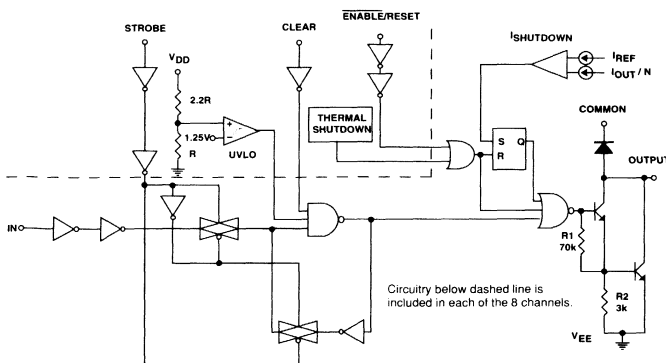 ENABLE/RESET
STROBE
CLEAR
ISHUTDOWN
VDD
IREF
IOUT/N
2.2R
THERMAL
SHUTDOWN
COMMON
+
1.25V
−
S Q
R
R
UVLO
OUTPUT
IN
R1
70k
Circuitry below dashed line is
included in each of the 8 channels.
R2
3k
VEE